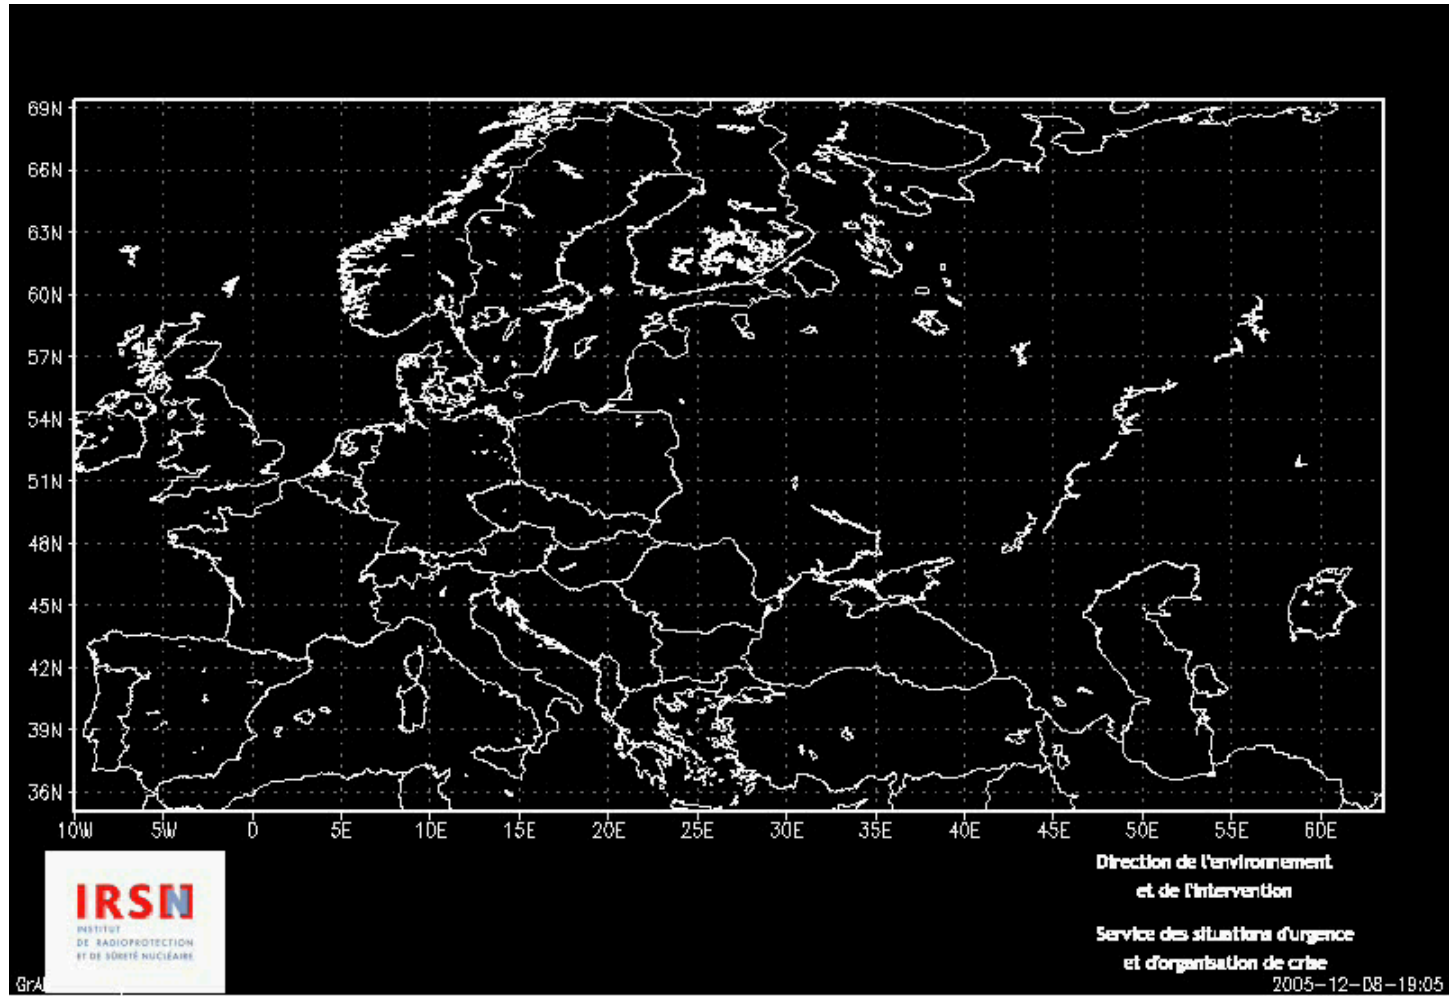 69N
66N
63N
60N
57N
54N
51N
48N
45N
42N
39N
36N
10W 5W 0 5E 10E 15E 20E 25E 30E 35E 40E 45E 50E 55E 60E
Direction de l'environnement
et de l'intervention
IRSN
INSTITUT
DE RADIOPROTECTION
ET DE SÛRETÉ NUCLÉAIRE
Service des situations d'urgence
et d'organisation de crise
2005-12-08-19:05